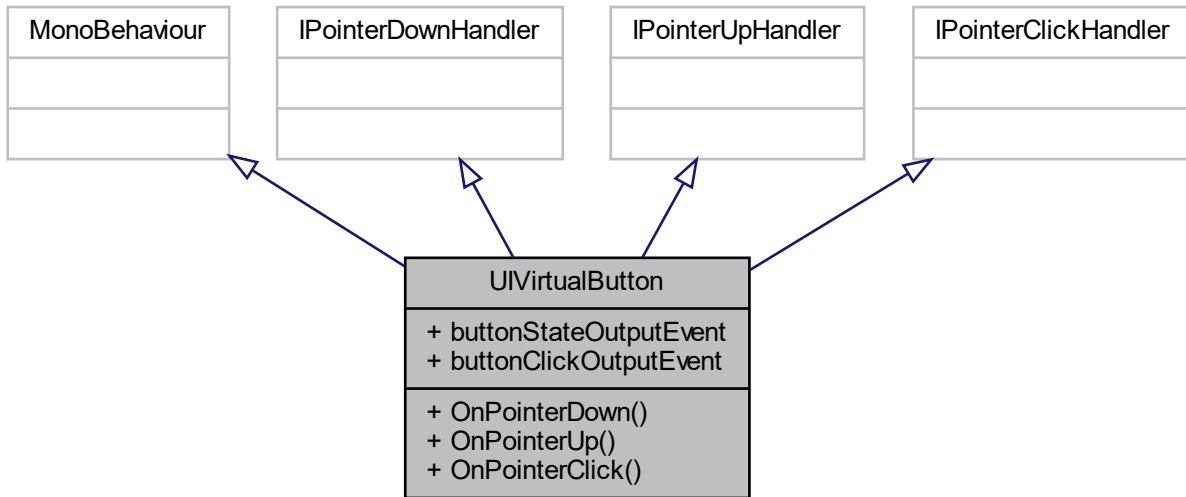 MonoBehaviour
IPointerDownHandler
IPointerUpHandler
IPointerClickHandler
UIVirtualButton
+ buttonStateOutputEvent
+ buttonClickOutputEvent
+ OnPointerDown()
+ OnPointerUp()
+ OnPointerClick()